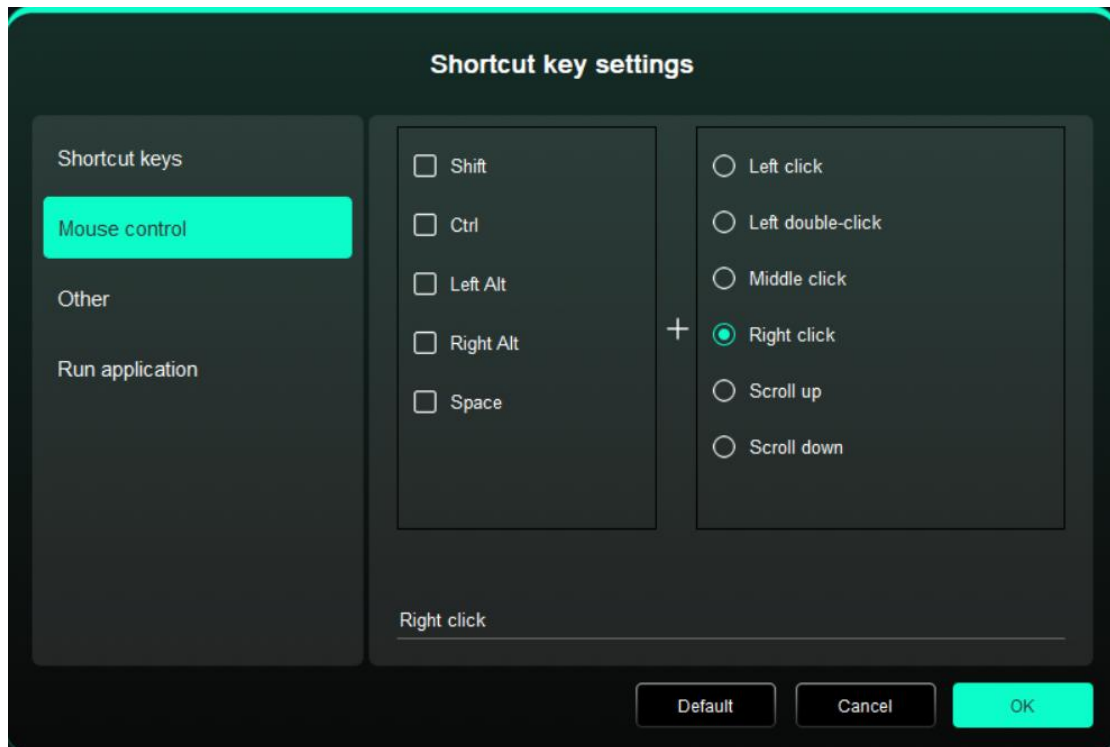 Shortcut key settings
Shortcut keys
Mouse control
Other
Run application
Shift
Ctrl
Left Alt
Right Alt
Space
+
Left click
Left double-click
Middle click
Right click
Scroll up
Scroll down
Right click
Default
Cancel
OK